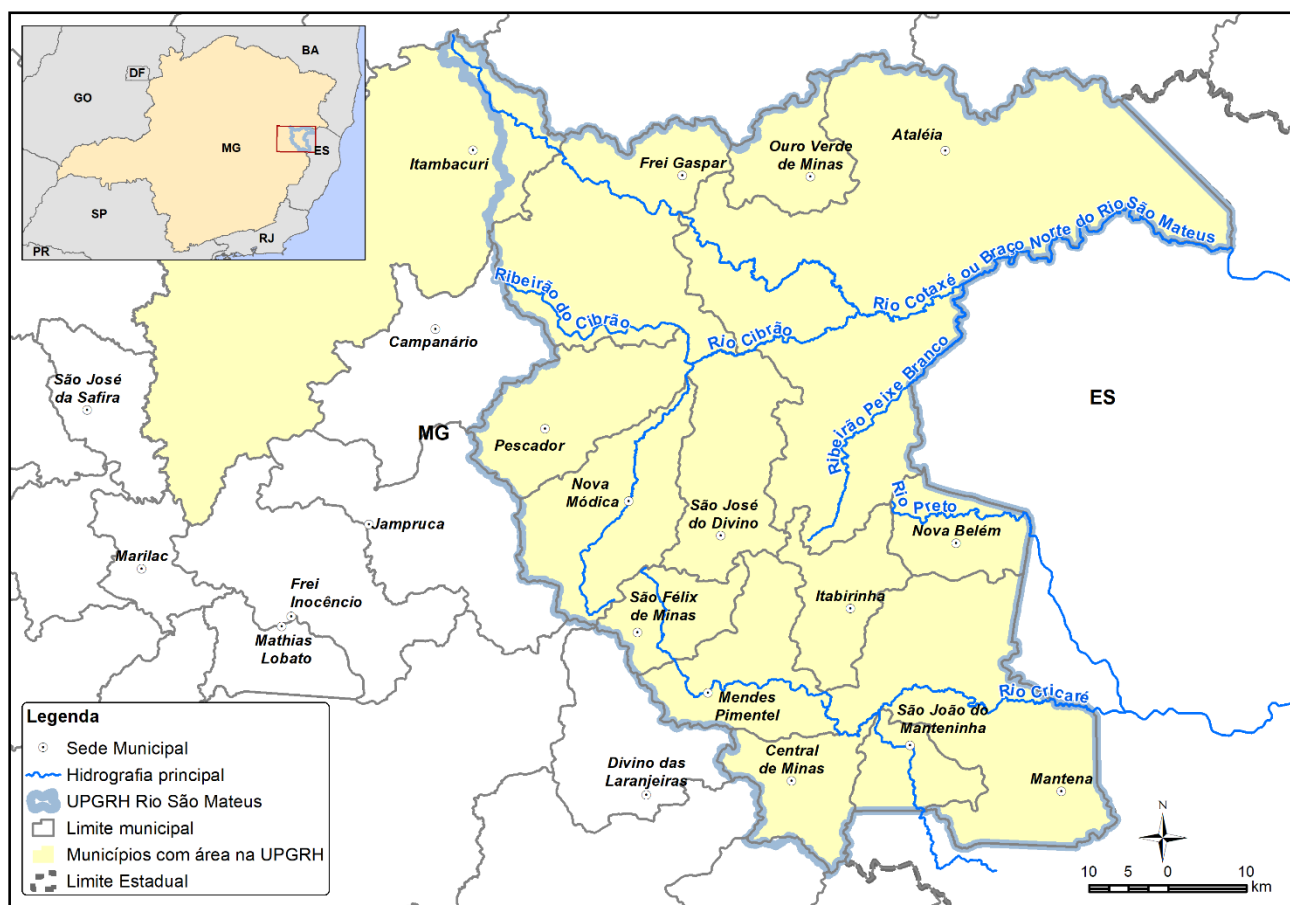 BA
DF
GO
MG
ES
SP
RJ
PR
Itambacuri
Frei Gaspar
Ouro Verde
de Minas
Ataléia
Rio Cotaxé ou Braço Norte do Rio São Mateus
Ribeirão do Cibrão
Rio Cibrão
Campanário
Ribeirão Peixe Branco
São José
da Safira
ES
MG
Pescador
Nova
Módica
São José
do Divino
Rio Preto
Nova Belém
Jampruca
Marilac
Frei
Inocêncio
Mathias
Lobato
São Félix
de Minas
Itabirinha
Mendes
Pimentel
Rio Cricaré
São João do
Manteninha
Central
de Minas
Divino das
Laranjeiras
Mantena
Legenda
Sede Municipal
Hidrografia principal
UPGRH Rio São Mateus
Limite municipal
Municípios com área na UPGRH
Limite Estadual
N
10 5 0 10
km